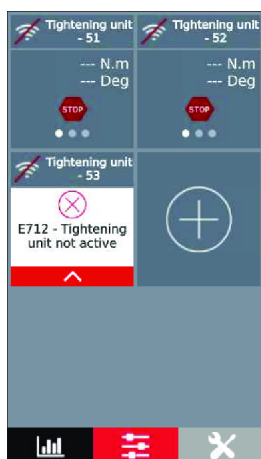 Tightening unit
- 51
--- N.m
--- Deg
STOP
Tightening unit
- 52
--- N.m
--- Deg
STOP
Tightening unit
- 53
E712 - Tightening
unit not active